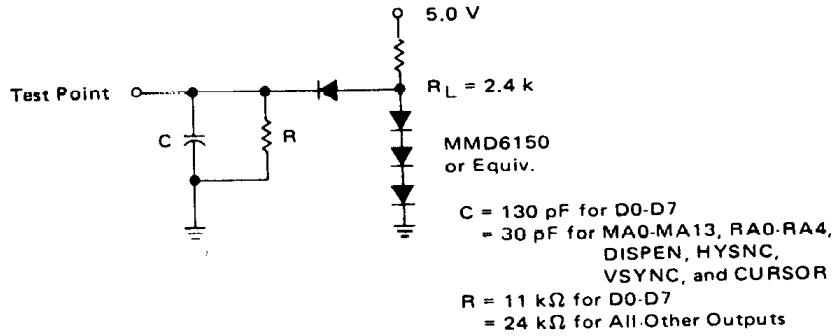 5.0 V
Test Point
R_L = 2.4 k
C
R
MMD6150
or Equiv.
C = 130 pF for D0-D7
= 30 pF for MA0-MA13, RA0-RA4,
DISPEN, HYSNC,
VSYNC, and CURSOR
R = 11 kΩ for D0-D7
= 24 kΩ for All Other Outputs